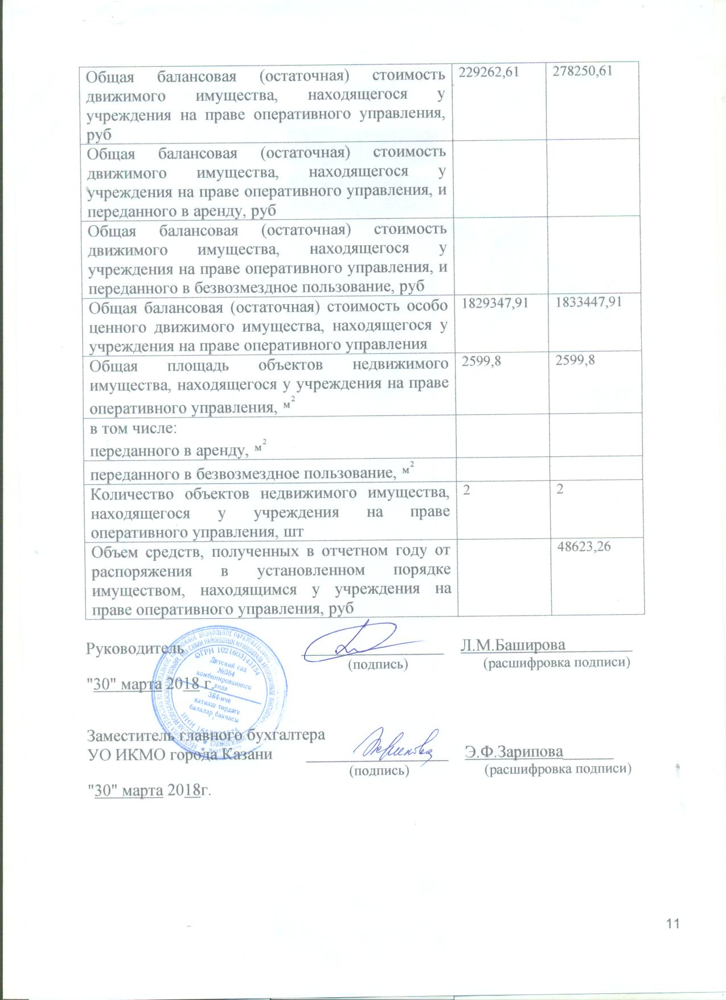 Общая балансовая (остаточная) стоимость 229262,61 278250,61
движимого имущества, находящегося у
учреждения на праве оперативного управления,
руб
Общая балансовая (остаточная) стоимость
движимого имущества, находящегося у
учреждения на праве оперативного управления, и
переданного в аренду, руб
Общая балансовая (остаточная) стоимость
движимого имущества, находящегося у
учреждения на праве оперативного управления, и
переданного в безвозмездное пользование, руб
Общая балансовая (остаточная) стоимость особо 1829347,91 1833447,91
ценного движимого имущества, находящегося у
учреждения на праве оперативного управления
Общая площадь объектов недвижимого 2599,8 2599,8
имущества, находящегося у учреждения на праве
оперативного управления, м²
в том числе:
переданного в аренду, м²
переданного в безвозмездное пользование, м²
Количество объектов недвижимого имущества, 2 2
находящегося у учреждения на праве
оперативного управления, шт
Объем средств, полученных в отчетном году от 48623,26
распоряжения в установленном порядке
имуществом, находящимся у учреждения на
праве оперативного управления, руб
Руководитель Л.М.Баширова
(подпись) (расшифровка подписи)
"30" марта 2018 г.
ОГРН 1021603143154
Детский сад
№384
комбинированного
вида
384-нче
катнаш төрдәге
балалар бакчасы
ИНН
Заместитель главного бухгалтера
УО ИКМО города Казани Э.Ф.Зарипова
(подпись) (расшифровка подписи)
"30" марта 2018г.
11